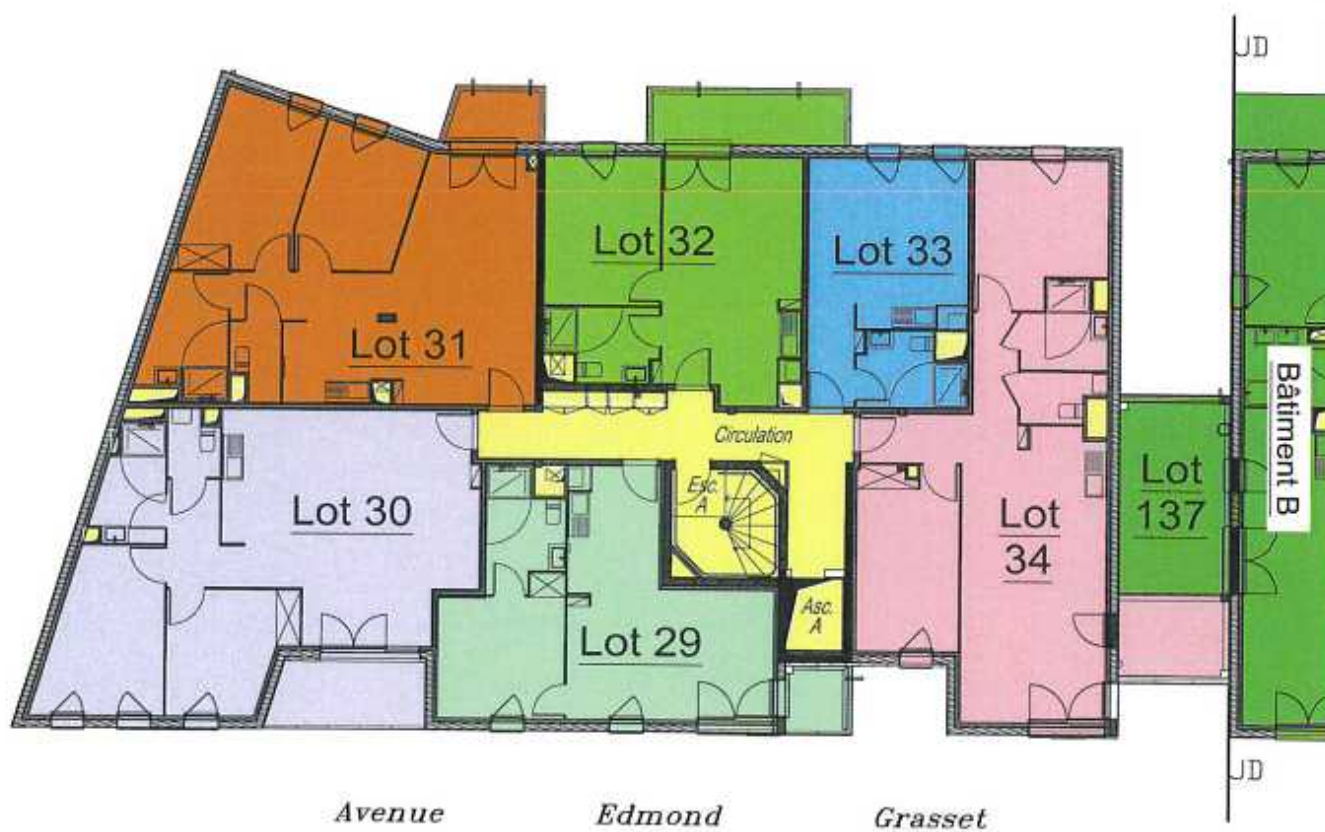 JD
Lot 32
Lot 33
Lot 31
Bâtiment B
Circulation
Lot 30
Esc.
A
Lot
137
Lot
34
Asc.
A
Lot 29
JD
Avenue Edmond Grasset